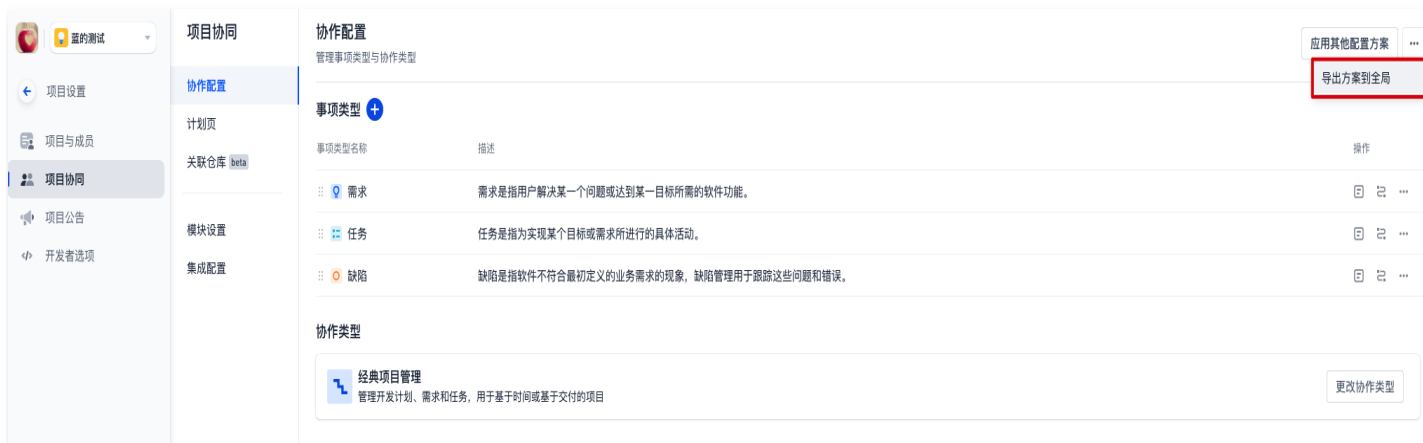 蓝的测试
项目设置
项目与成员
项目协同
项目公告
开发者选项
项目协同
协作配置
计划页
关联仓库 beta
模块设置
集成配置
协作配置
管理事项类型与协作类型
应用其他配置方案
导出方案到全局
事项类型
事项类型名称 描述 操作
需求 需求是指用户解决某一个问题或达到某一目标所需的软件功能。
任务 任务是指为实现某个目标或需求所进行的具体活动。
缺陷 缺陷是指软件不符合最初定义的业务需求的现象，缺陷管理用于跟踪这些问题和错误。
协作类型
经典项目管理
管理开发计划、需求和任务，用于基于时间或基于交付的项目
更改协作类型